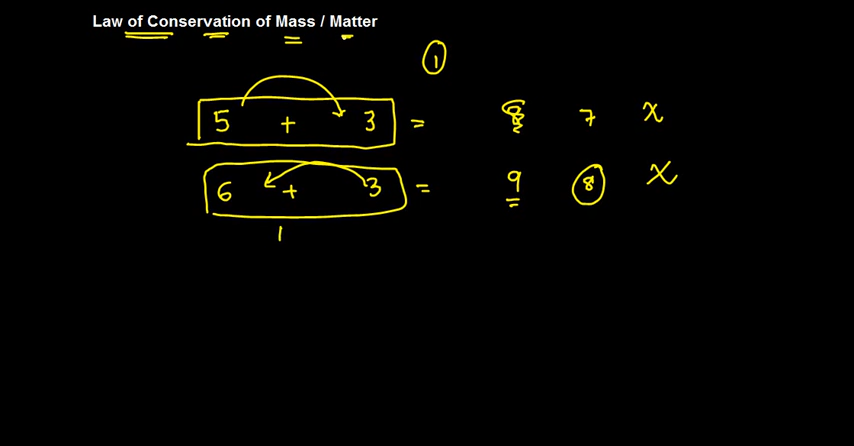 Law of Conservation of Mass / Matter
1
5 + 3 = 8 7 x
6 + 3 = 9 8 x
1